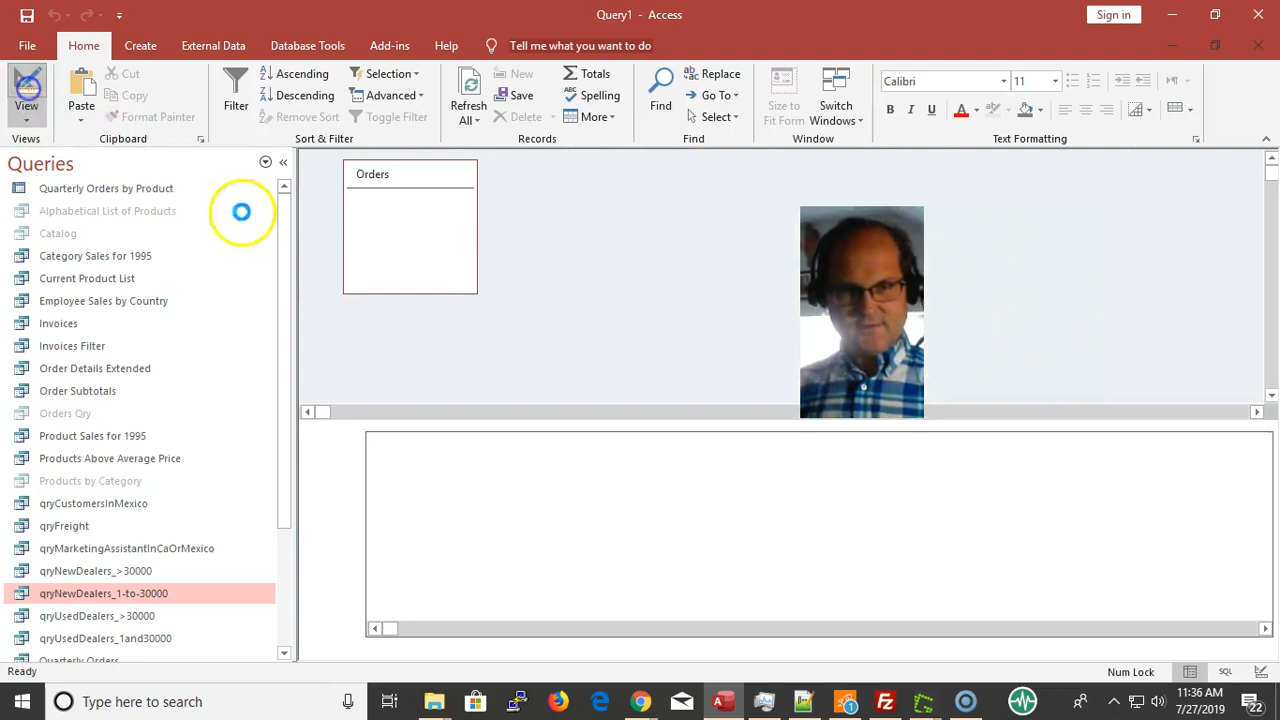 Query1 - Access
Sign in
File Home Create External Data Database Tools Add-ins Help Tell me what you want to do
View
Paste
Cut
Copy
Format Painter
Filter
Ascending
Descending
Remove Sort
Selection
Advanced
Toggle Filter
Refresh All
New
Save
Delete
Totals
Spelling
More
Find
Replace
Go To
Select
Size to Fit Form
Switch Windows
Calibri 11
B I U A
Views Clipboard Sort & Filter Records Find Window Text Formatting
Queries
Quarterly Orders by Product
Alphabetical List of Products
Catalog
Category Sales for 1995
Current Product List
Employee Sales by Country
Invoices
Invoices Filter
Order Details Extended
Order Subtotals
Orders Qry
Product Sales for 1995
Products Above Average Price
Products by Category
qryCustomersInMexico
qryFreight
qryMarketingAssistantInCaOrMexico
qryNewDealers_>30000
qryNewDealers_1-to-30000
qryUsedDealers_>30000
qryUsedDealers_1and30000
Quarterly Orders
Orders
Ready
Num Lock
SQL
Type here to search
11:36 AM
7/27/2019
22